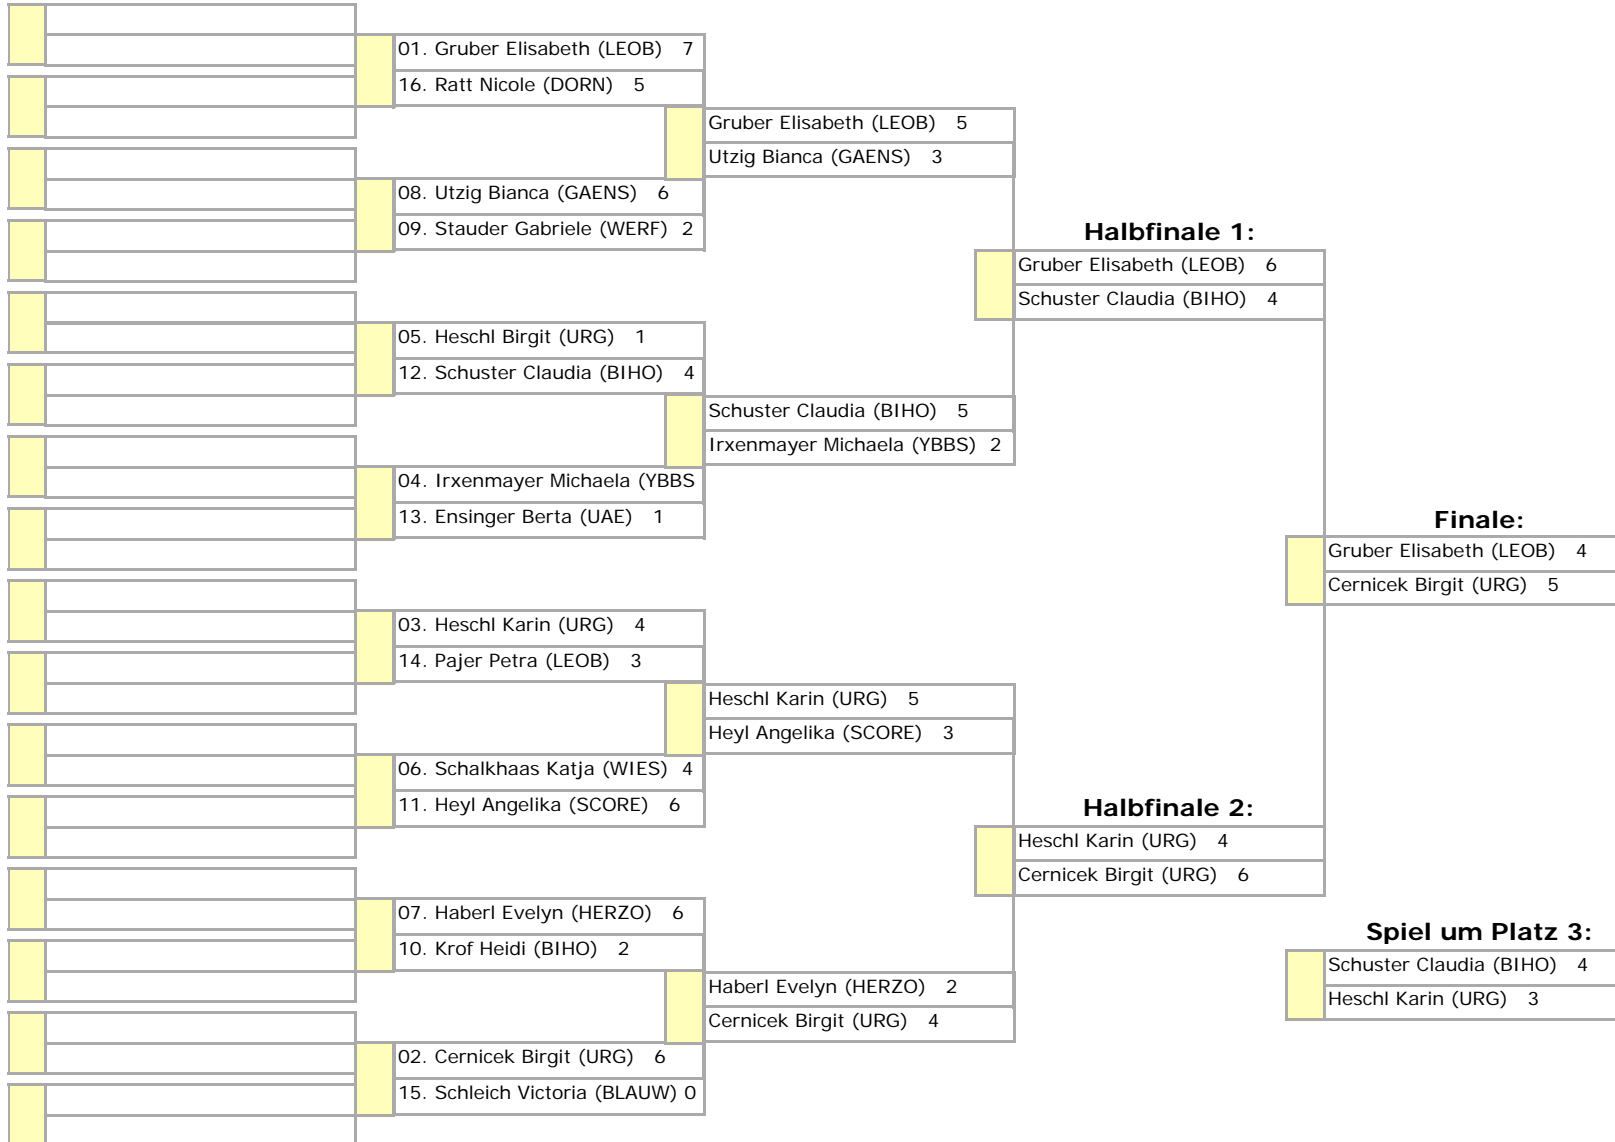 01. Gruber Elisabeth (LEOB) 7
16. Ratt Nicole (DORN) 5
08. Utzig Bianca (GAENS) 6
09. Stauder Gabriele (WERF) 2
05. Heschl Birgit (URG) 1
12. Schuster Claudia (BIHO) 4
04. Irxenmayer Michaela (YBBS
13. Ensinger Berta (UAE) 1
03. Heschl Karin (URG) 4
14. Pajer Petra (LEOB) 3
06. Schalkhaas Katja (WIES) 4
11. Heyl Angelika (SCORE) 6
07. Haberl Evelyn (HERZO) 6
10. Krof Heidi (BIHO) 2
02. Cernicek Birgit (URG) 6
15. Schleich Victoria (BLAUW) 0
Gruber Elisabeth (LEOB) 5
Utzig Bianca (GAENS) 3
Schuster Claudia (BIHO) 5
Irxenmayer Michaela (YBBS) 2
Heschl Karin (URG) 5
Heyl Angelika (SCORE) 3
Haberl Evelyn (HERZO) 2
Cernicek Birgit (URG) 4
Halbfinale 1:
Gruber Elisabeth (LEOB) 6
Schuster Claudia (BIHO) 4
Halbfinale 2:
Heschl Karin (URG) 4
Cernicek Birgit (URG) 6
Finale:
Gruber Elisabeth (LEOB) 4
Cernicek Birgit (URG) 5
Spiel um Platz 3:
Schuster Claudia (BIHO) 4
Heschl Karin (URG) 3